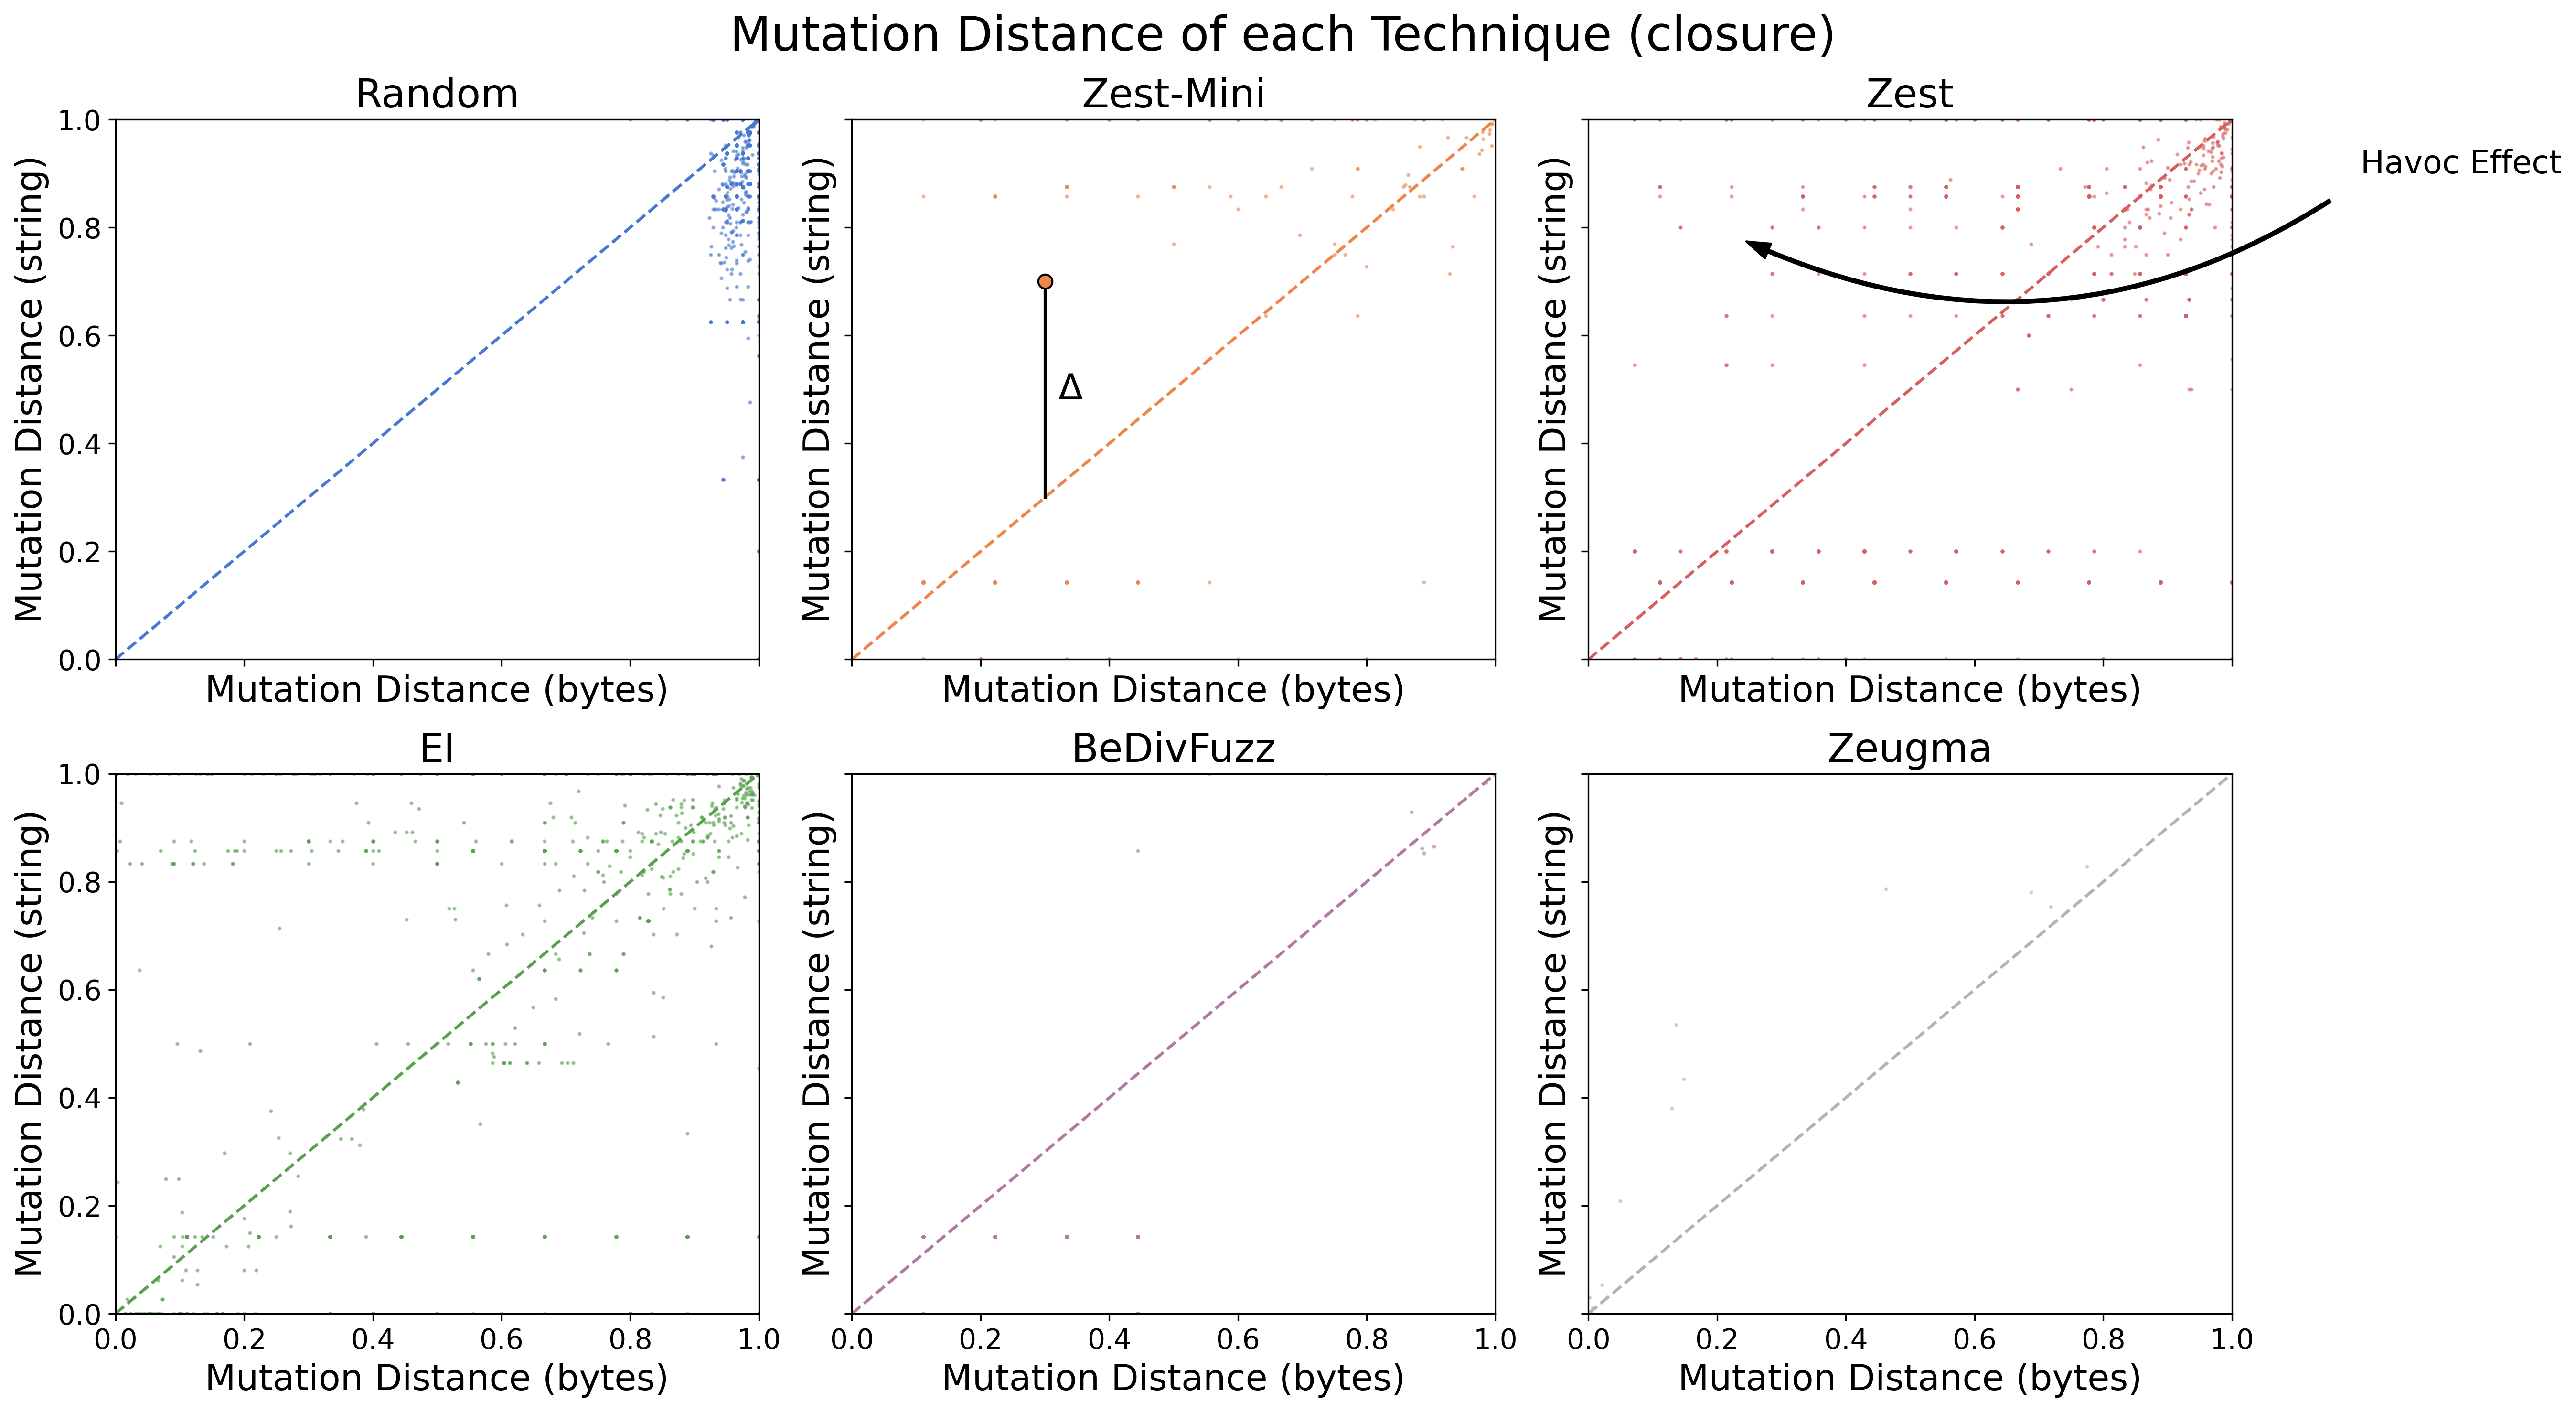 Mutation Distance of each Technique (closure)
Random
Zest-Mini
Zest
1.0
0.8
0.6
0.4
0.2
0.0
Mutation Distance (string)
Mutation Distance (string)
Mutation Distance (string)
Δ
Havoc Effect
Mutation Distance (bytes)
Mutation Distance (bytes)
Mutation Distance (bytes)
EI
BeDivFuzz
Zeugma
1.0
0.8
0.6
0.4
0.2
0.0
Mutation Distance (string)
Mutation Distance (string)
Mutation Distance (string)
0.0 0.2 0.4 0.6 0.8 1.0
0.0 0.2 0.4 0.6 0.8 1.0
0.0 0.2 0.4 0.6 0.8 1.0
Mutation Distance (bytes)
Mutation Distance (bytes)
Mutation Distance (bytes)